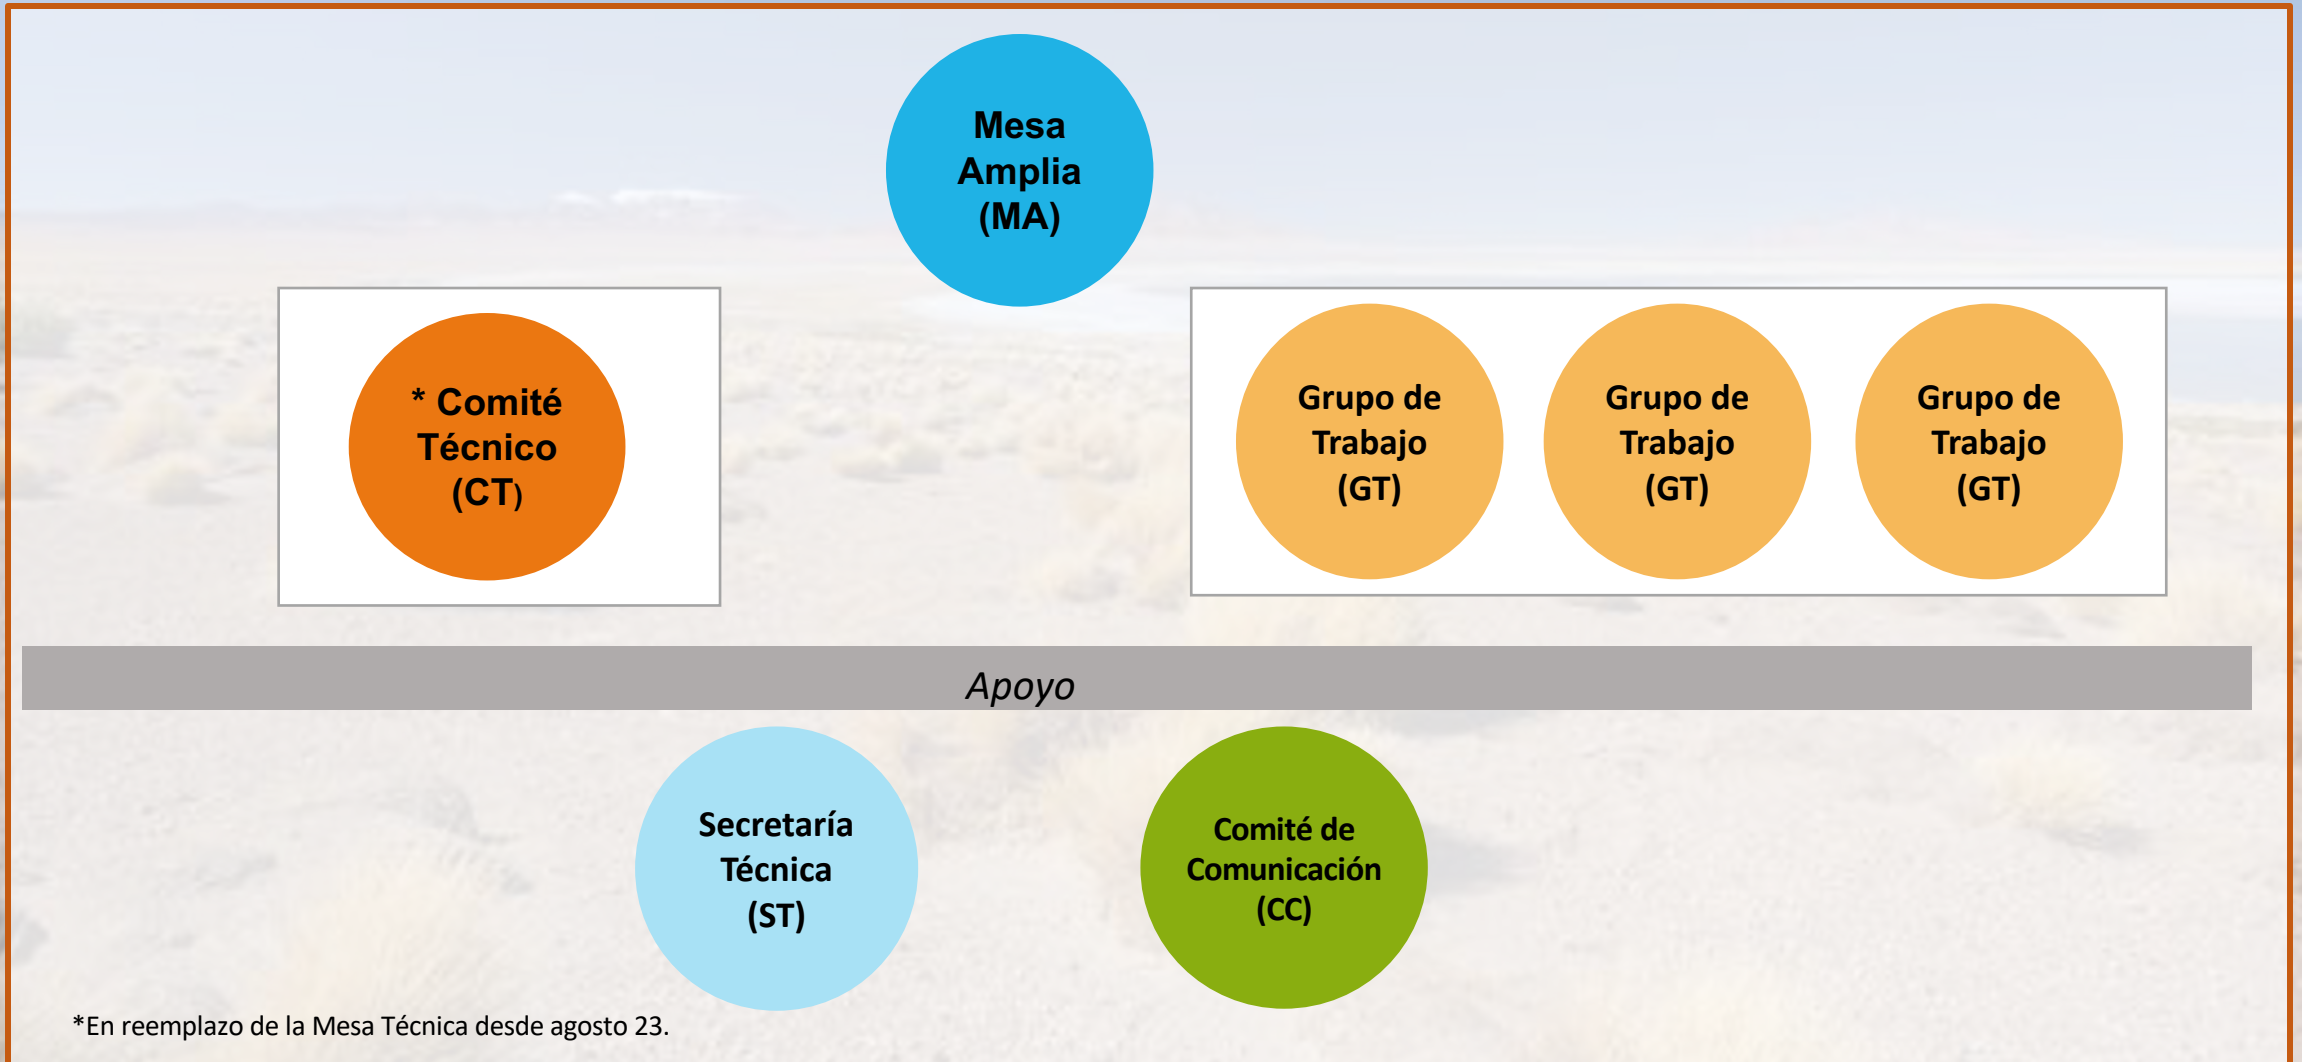 Mesa
Amplia
(MA)
* Comité
Técnico
(CT)
Grupo de
Trabajo
(GT)
Grupo de
Trabajo
(GT)
Grupo de
Trabajo
(GT)
Apoyo
Secretaría
Técnica
(ST)
Comité de
Comunicación
(CC)
*En reemplazo de la Mesa Técnica desde agosto 23.